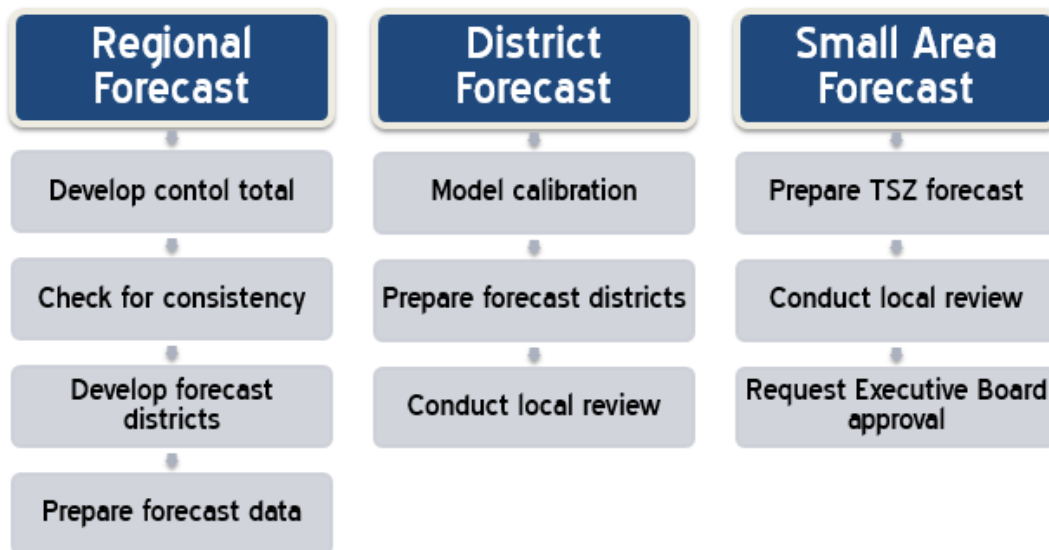 Regional
Forecast
Develop contol total
Check for consistency
Develop forecast
districts
Prepare forecast data
District
Forecast
Model calibration
Prepare forecast districts
Conduct local review
Small Area
Forecast
Prepare TSZ forecast
Conduct local review
Request Executive Board
approval